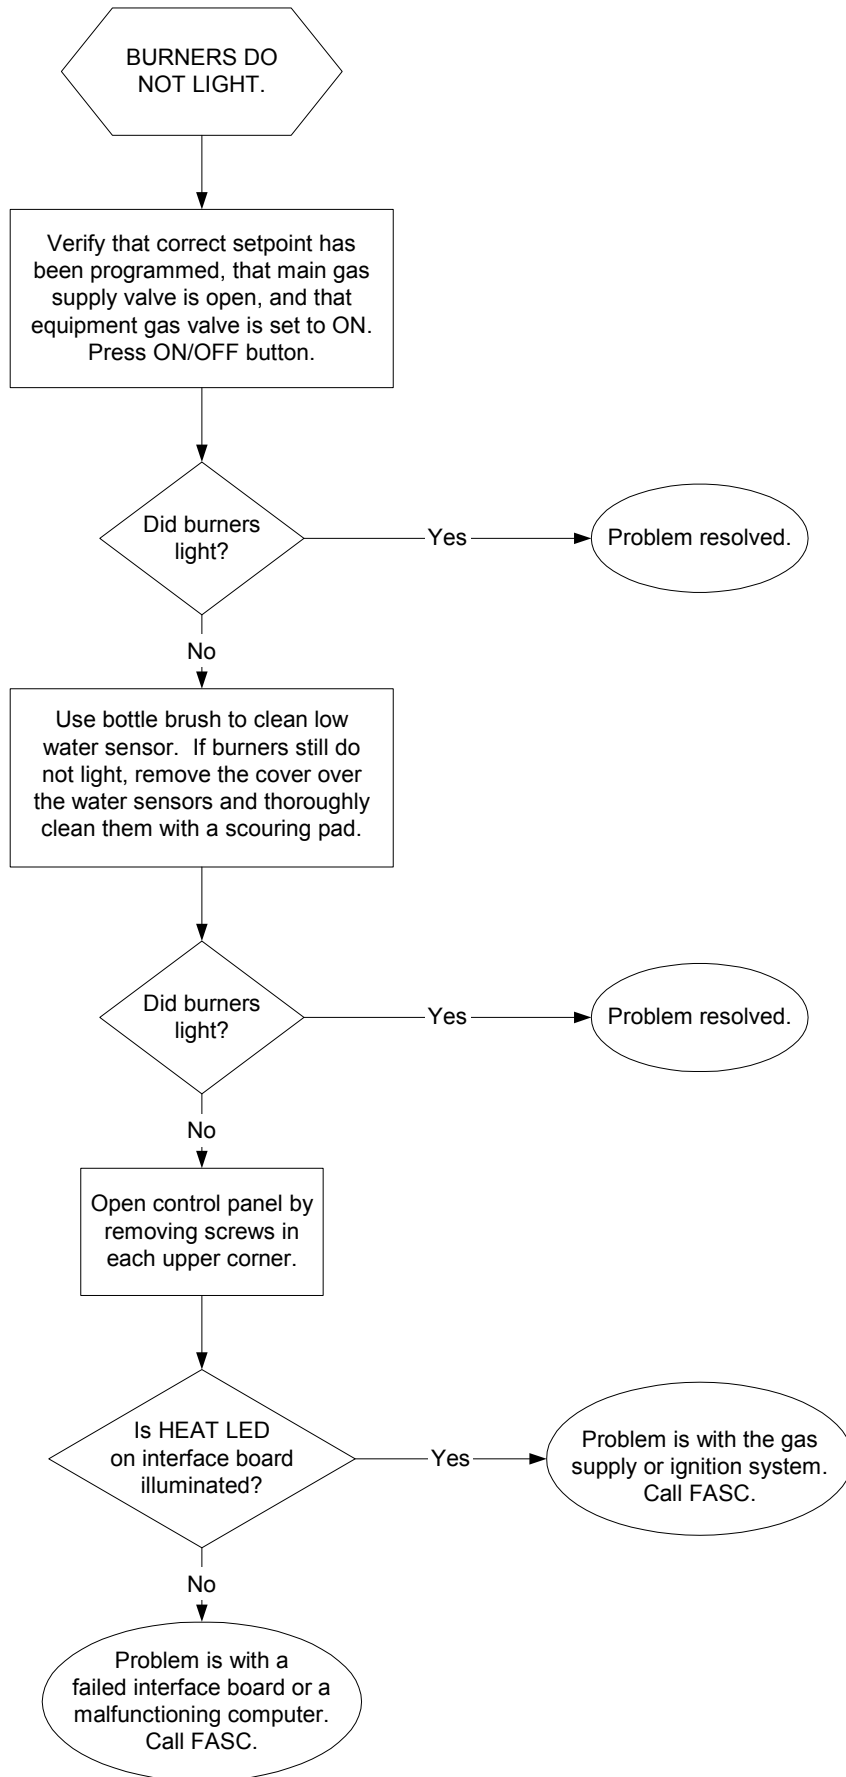 BURNERS DO
NOT LIGHT.
Verify that correct setpoint has
been programmed, that main gas
supply valve is open, and that
equipment gas valve is set to ON.
Press ON/OFF button.
Did burners
light?
Yes
Problem resolved.
No
Use bottle brush to clean low
water sensor.  If burners still do
not light, remove the cover over
the water sensors and thoroughly
clean them with a scouring pad.
Did burners
light?
Yes
Problem resolved.
No
Open control panel by
removing screws in
each upper corner.
Is HEAT LED
on interface board
illuminated?
Yes
Problem is with the gas
supply or ignition system.
Call FASC.
No
Problem is with a
failed interface board or a
malfunctioning computer.
Call FASC.